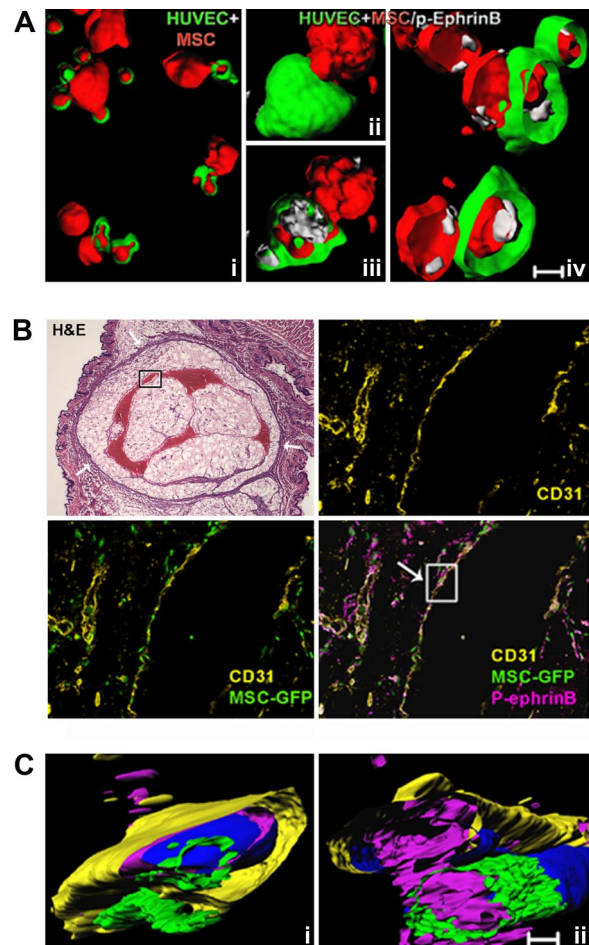 A
HUVEC+
MSC
i
HUVEC+MSC/p-EphrinB
ii
iii
iv
B
H&E
CD31
CD31
MSC-GFP
CD31
MSC-GFP
P-ephrinB
C
i
ii